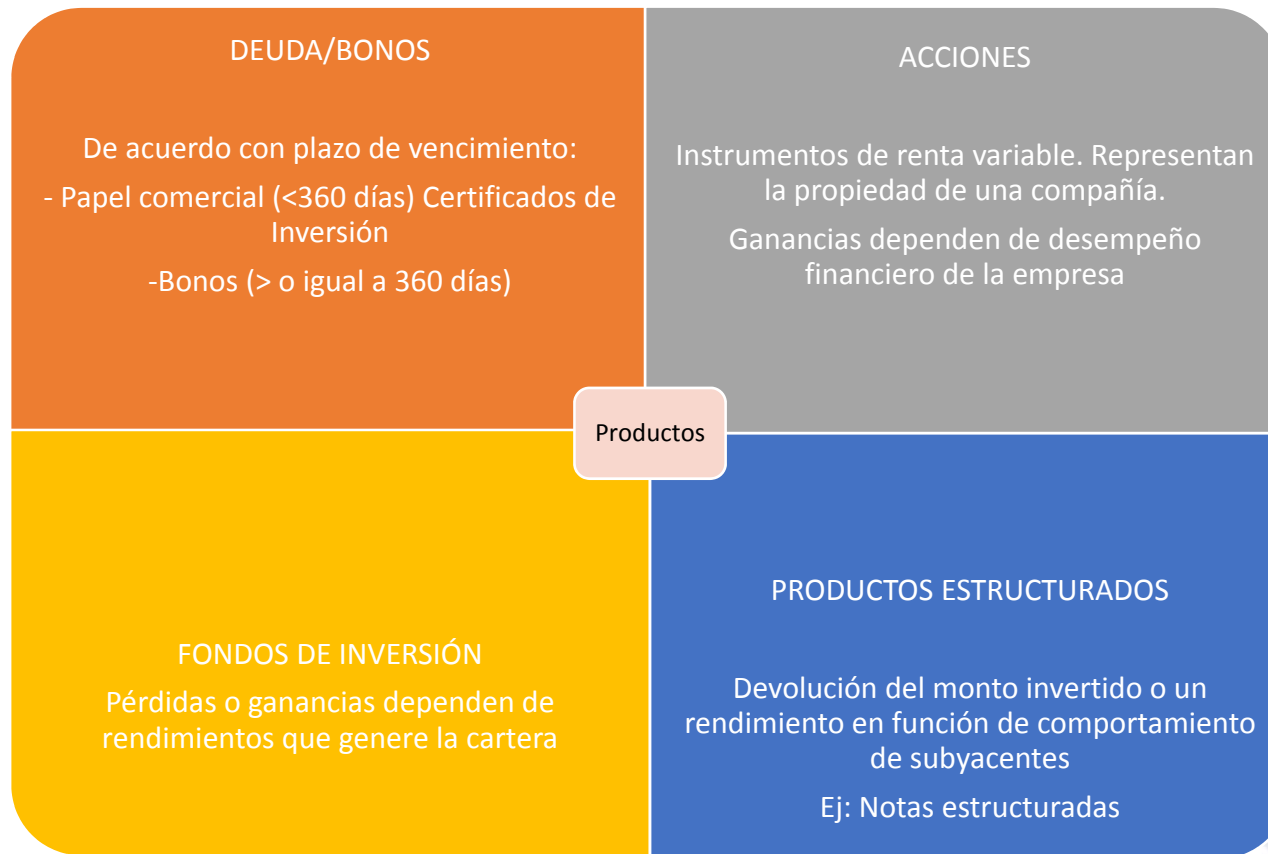 DEUDA/BONOS
De acuerdo con plazo de vencimiento:
- Papel comercial (<360 días) Certificados de
Inversión
-Bonos (> o igual a 360 días)
ACCIONES
Instrumentos de renta variable. Representan
la propiedad de una compañía.
Ganancias dependen de desempeño
financiero de la empresa
Productos
FONDOS DE INVERSIÓN
Pérdidas o ganancias dependen de
rendimientos que genere la cartera
PRODUCTOS ESTRUCTURADOS
Devolución del monto invertido o un
rendimiento en función de comportamiento
de subyacentes
Ej: Notas estructuradas